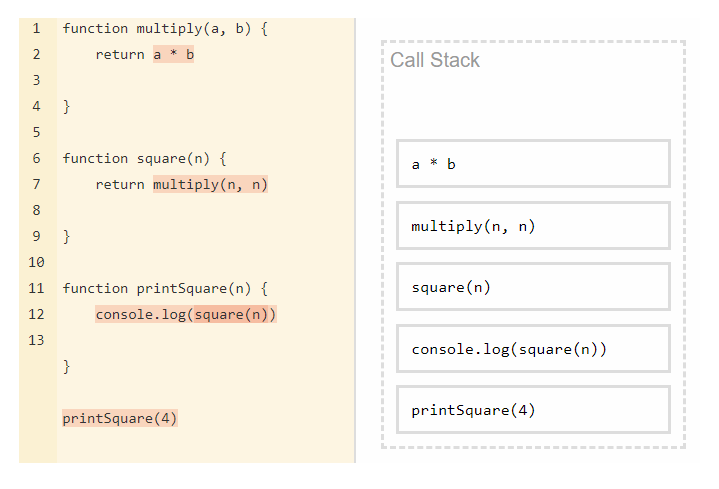 1 function multiply(a, b) {
2     return a * b
3
4 }
5
6 function square(n) {
7     return multiply(n, n)
8
9 }
10
11 function printSquare(n) {
12     console.log(square(n))
13
}
printSquare(4)
Call Stack
a * b
multiply(n, n)
square(n)
console.log(square(n))
printSquare(4)